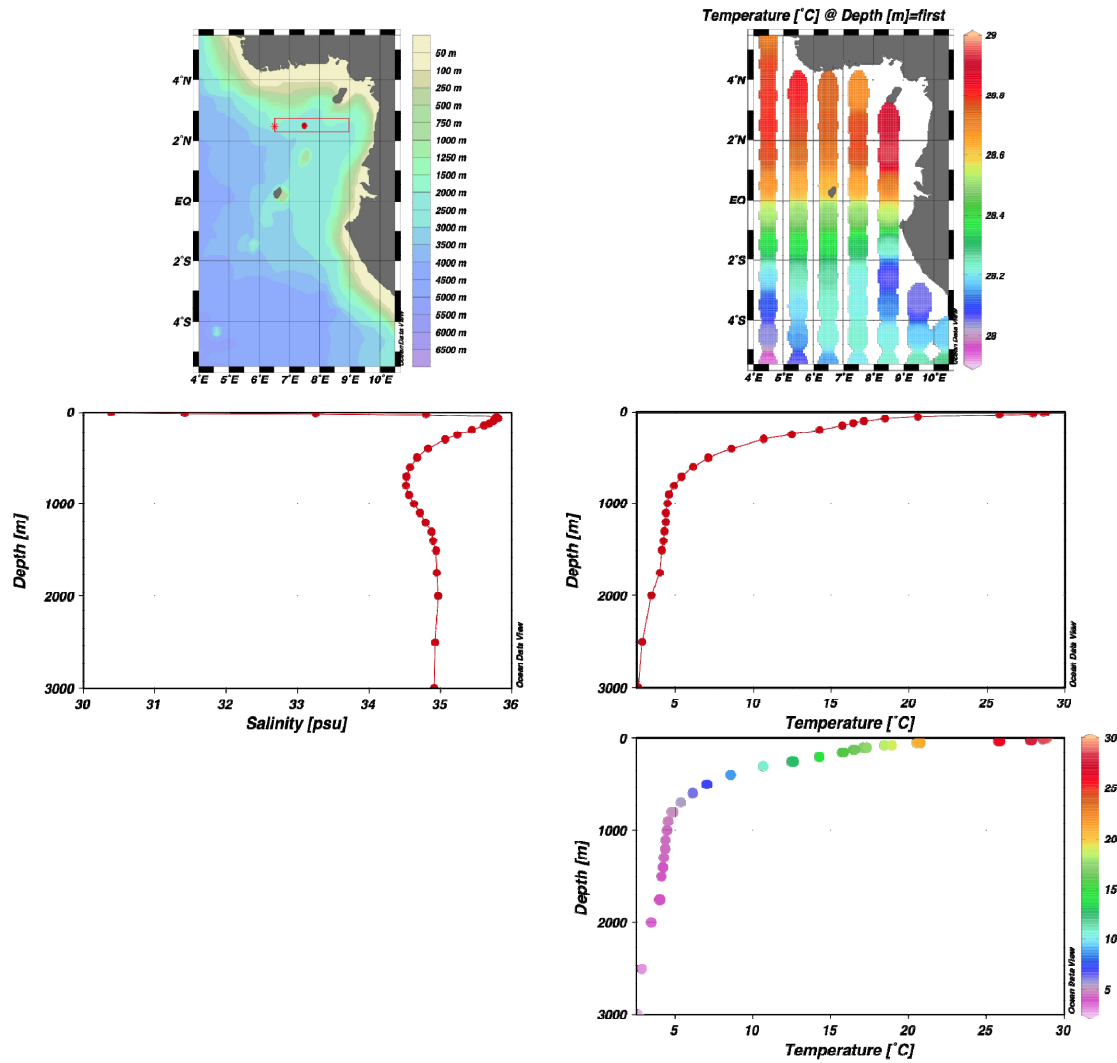 Temperature [˚C] @ Depth [m]=first
4˚N
2˚N
EQ
2˚S
4˚S
4˚E
5˚E
6˚E
7˚E
8˚E
9˚E
10˚E
Ocean Data View
50 m
100 m
250 m
500 m
750 m
1000 m
1250 m
1500 m
2000 m
2500 m
3000 m
3500 m
4000 m
4500 m
5000 m
5500 m
6000 m
6500 m
4˚N
2˚N
EQ
2˚S
4˚S
4˚E
5˚E
6˚E
7˚E
8˚E
9˚E
10˚E
Ocean Data View
29
28.8
28.6
28.4
28.2
28
0
1000
2000
3000
Depth [m]
30
31
32
33
34
35
36
Salinity [psu]
Ocean Data View
0
1000
2000
3000
Depth [m]
5
10
15
20
25
30
Temperature [˚C]
Ocean Data View
0
1000
2000
3000
Depth [m]
5
10
15
20
25
30
Temperature [˚C]
Ocean Data View
30
25
20
15
10
5